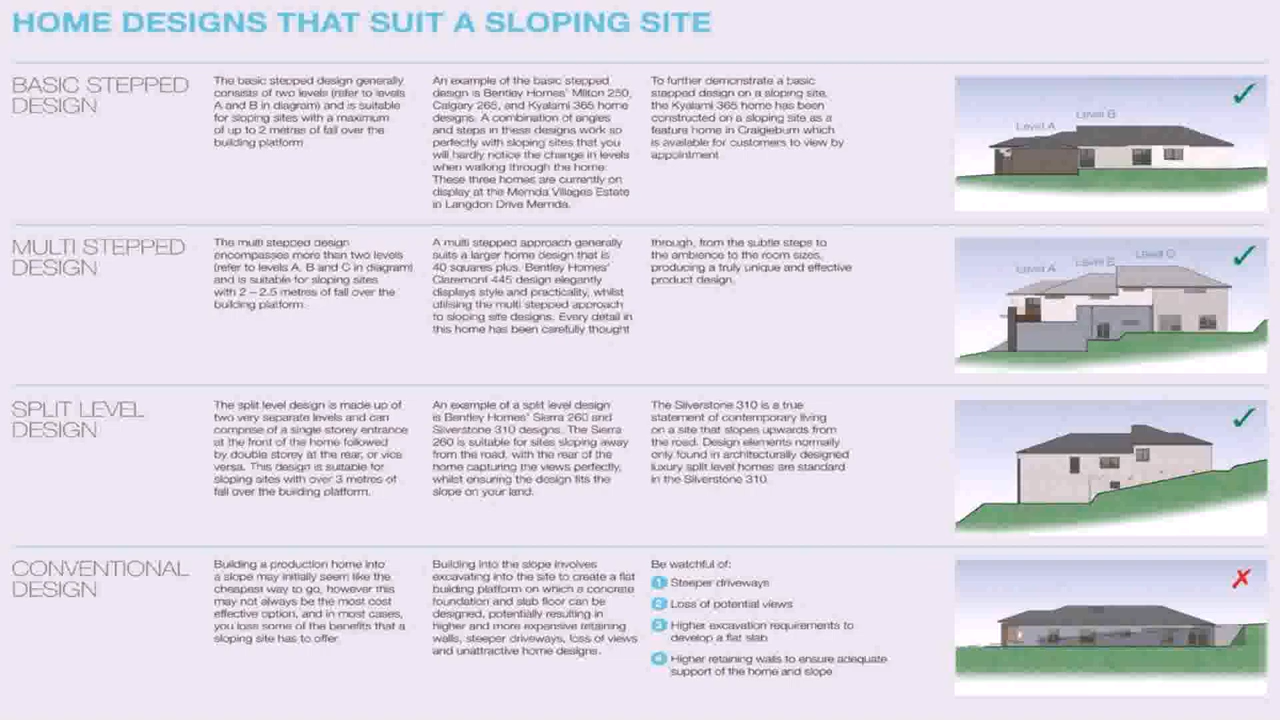 HOME DESIGNS THAT SUIT A SLOPING SITE
BASIC STEPPED
DESIGN
The basic stepped design generally
consists of two levels (refer to levels
A and B in diagram) and is suitable
for sloping sites with a maximum
of up to 2 metres of fall over the
building platform
An example of the basic stepped
design is Bentley Homes' Milton 250,
Calgary 265, and Kyalami 365 home
designs. A combination of angles
and steps in these designs work so
perfectly with sloping sites that you
will hardly notice the change in levels
when walking through the home.
These three homes are currently on
display at the Mernda Villages Estate
in Langdon Drive Mernda.
To further demonstrate a basic
stepped design on a sloping site,
the Kyalami 365 home has been
constructed on a sloping site as a
feature home in Craigieburn which
is available for customers to view by
appointment.
Level A
Level B
MULTI STEPPED
DESIGN
The multi stepped design
encompasses more than two levels
(refer to levels A, B and C in diagram)
and is suitable for sloping sites
with 2 – 2.5 metres of fall over the
building platform.
A multi stepped approach generally
suits a larger home design that is
40 squares plus. Bentley Homes'
Claremont 445 design elegantly
displays style and practicality, whilst
utilising the multi stepped approach
to sloping site designs. Every detail in
this home has been carefully thought
through, from the subtle steps to
the ambience to the room sizes,
producing a truly unique and effective
product design.
Level A
Level B
Level C
SPLIT LEVEL
DESIGN
The split level design is made up of
two very separate levels and can
comprise of a single storey entrance
at the front of the home followed
by double storey at the rear, or vice
versa. This design is suitable for
sloping sites with over 3 metres of
fall over the building platform.
An example of a split level design
is Bentley Homes' Sierra 260 and
Silverstone 310 designs. The Sierra
260 is suitable for sites sloping away
from the road, with the rear of the
home capturing the views perfectly,
whilst ensuring the design fits the
slope on your land.
The Silverstone 310 is a true
statement of contemporary living
on a site that slopes upwards from
the road. Design elements normally
only found in architecturally designed
luxury split level homes are standard
in the Silverstone 310.
CONVENTIONAL
DESIGN
Building a production home into
a slope may initially seem like the
cheapest way to go, however this
may not always be the most cost
effective option, and in most cases,
you lose some of the benefits that a
sloping site has to offer.
Building into the slope involves
excavating into the site to create a flat
building platform on which a concrete
foundation and slab floor can be
designed, potentially resulting in
higher and more expensive retaining
walls, steeper driveways, loss of views
and unattractive home designs.
Be watchful of:
1 Steeper driveways
2 Loss of potential views
3 Higher excavation requirements to
develop a flat slab
4 Higher retaining walls to ensure adequate
support of the home and slope